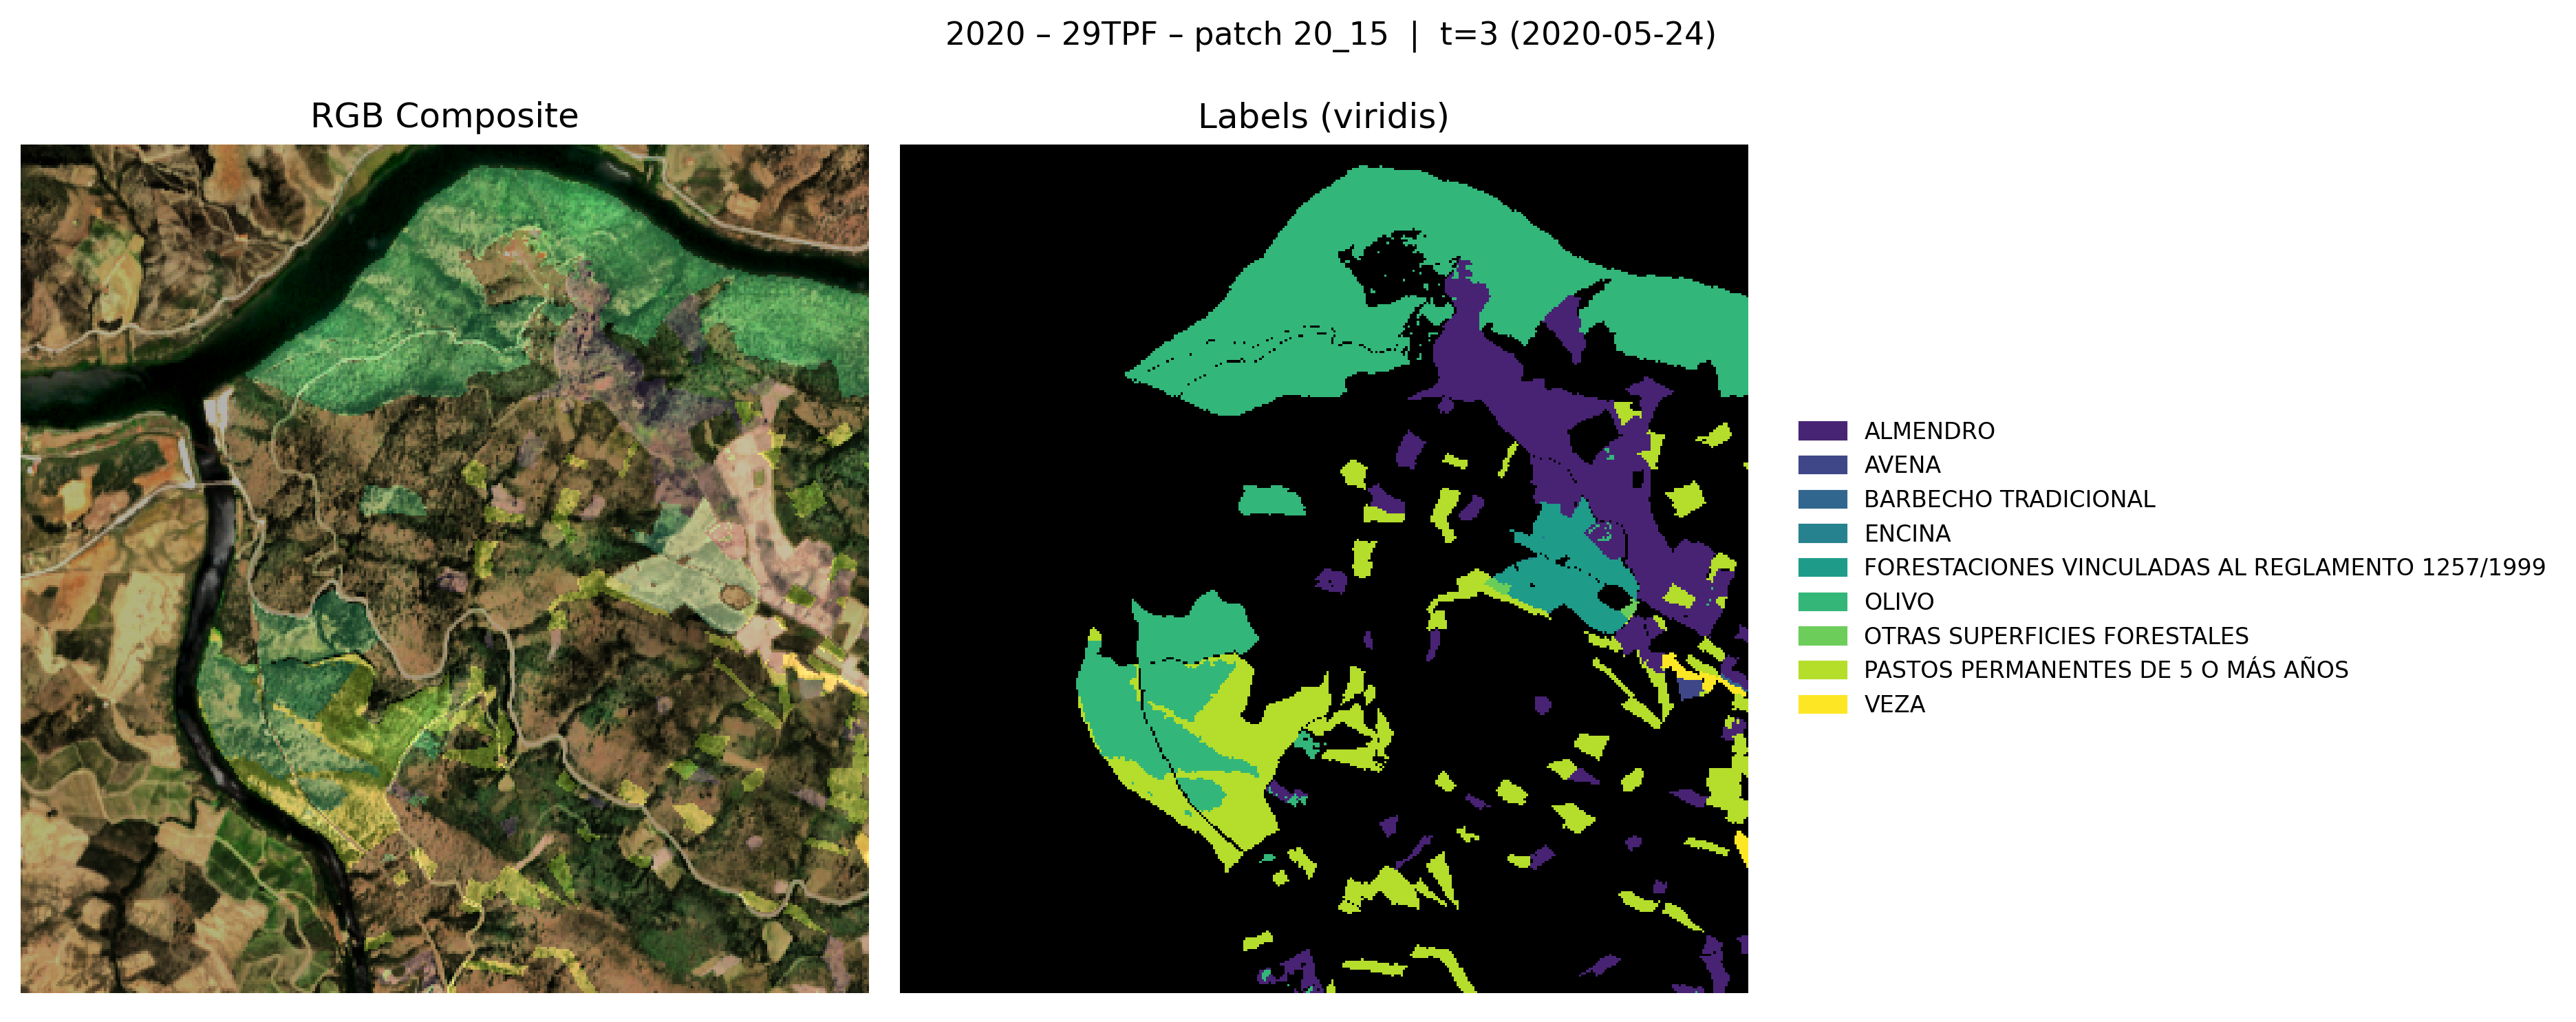 2020 – 29TPF – patch 20_15 | t=3 (2020-05-24)
RGB Composite
Labels (viridis)
ALMENDRO
AVENA
BARBECHO TRADICIONAL
ENCINA
FORESTACIONES VINCULADAS AL REGLAMENTO 1257/1999
OLIVO
OTRAS SUPERFICIES FORESTALES
PASTOS PERMANENTES DE 5 O MÁS AÑOS
VEZA